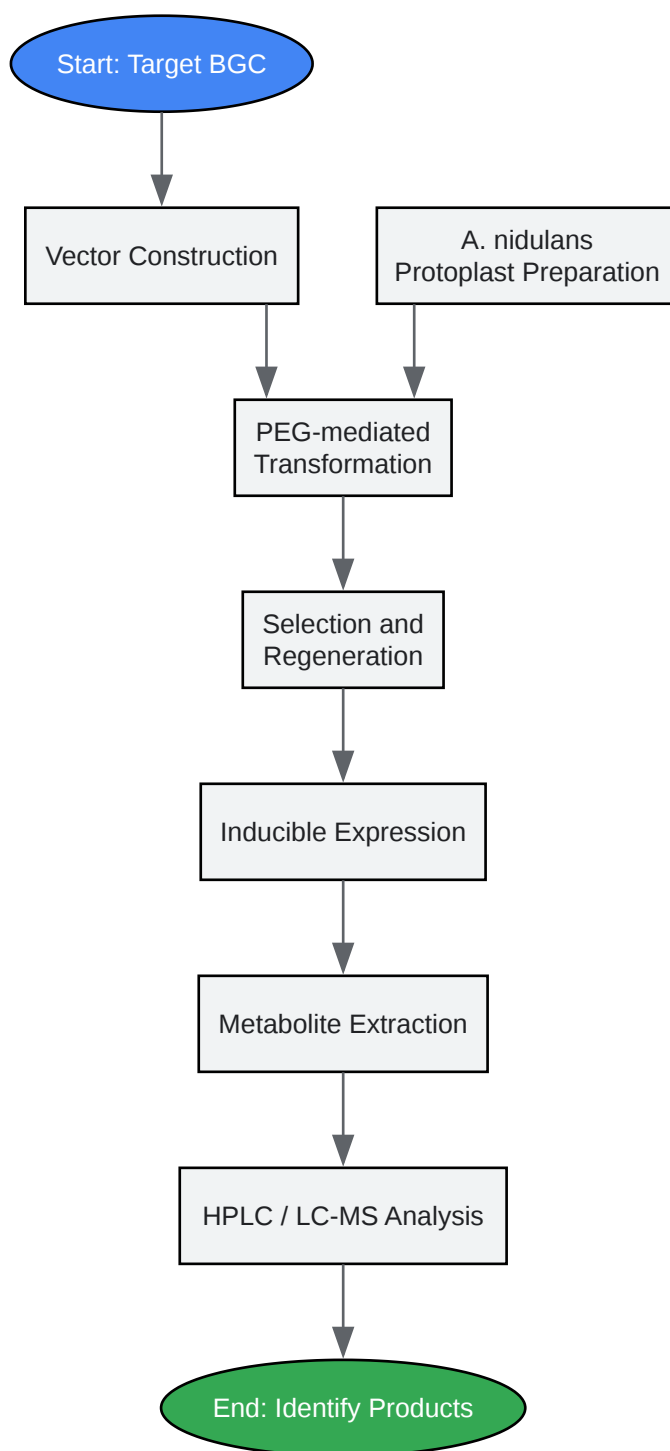 Start: Target BGC
Vector Construction
A. nidulans
Protoplast Preparation
PEG-mediated
Transformation
Selection and
Regeneration
Inducible Expression
Metabolite Extraction
HPLC / LC-MS Analysis
End: Identify Products